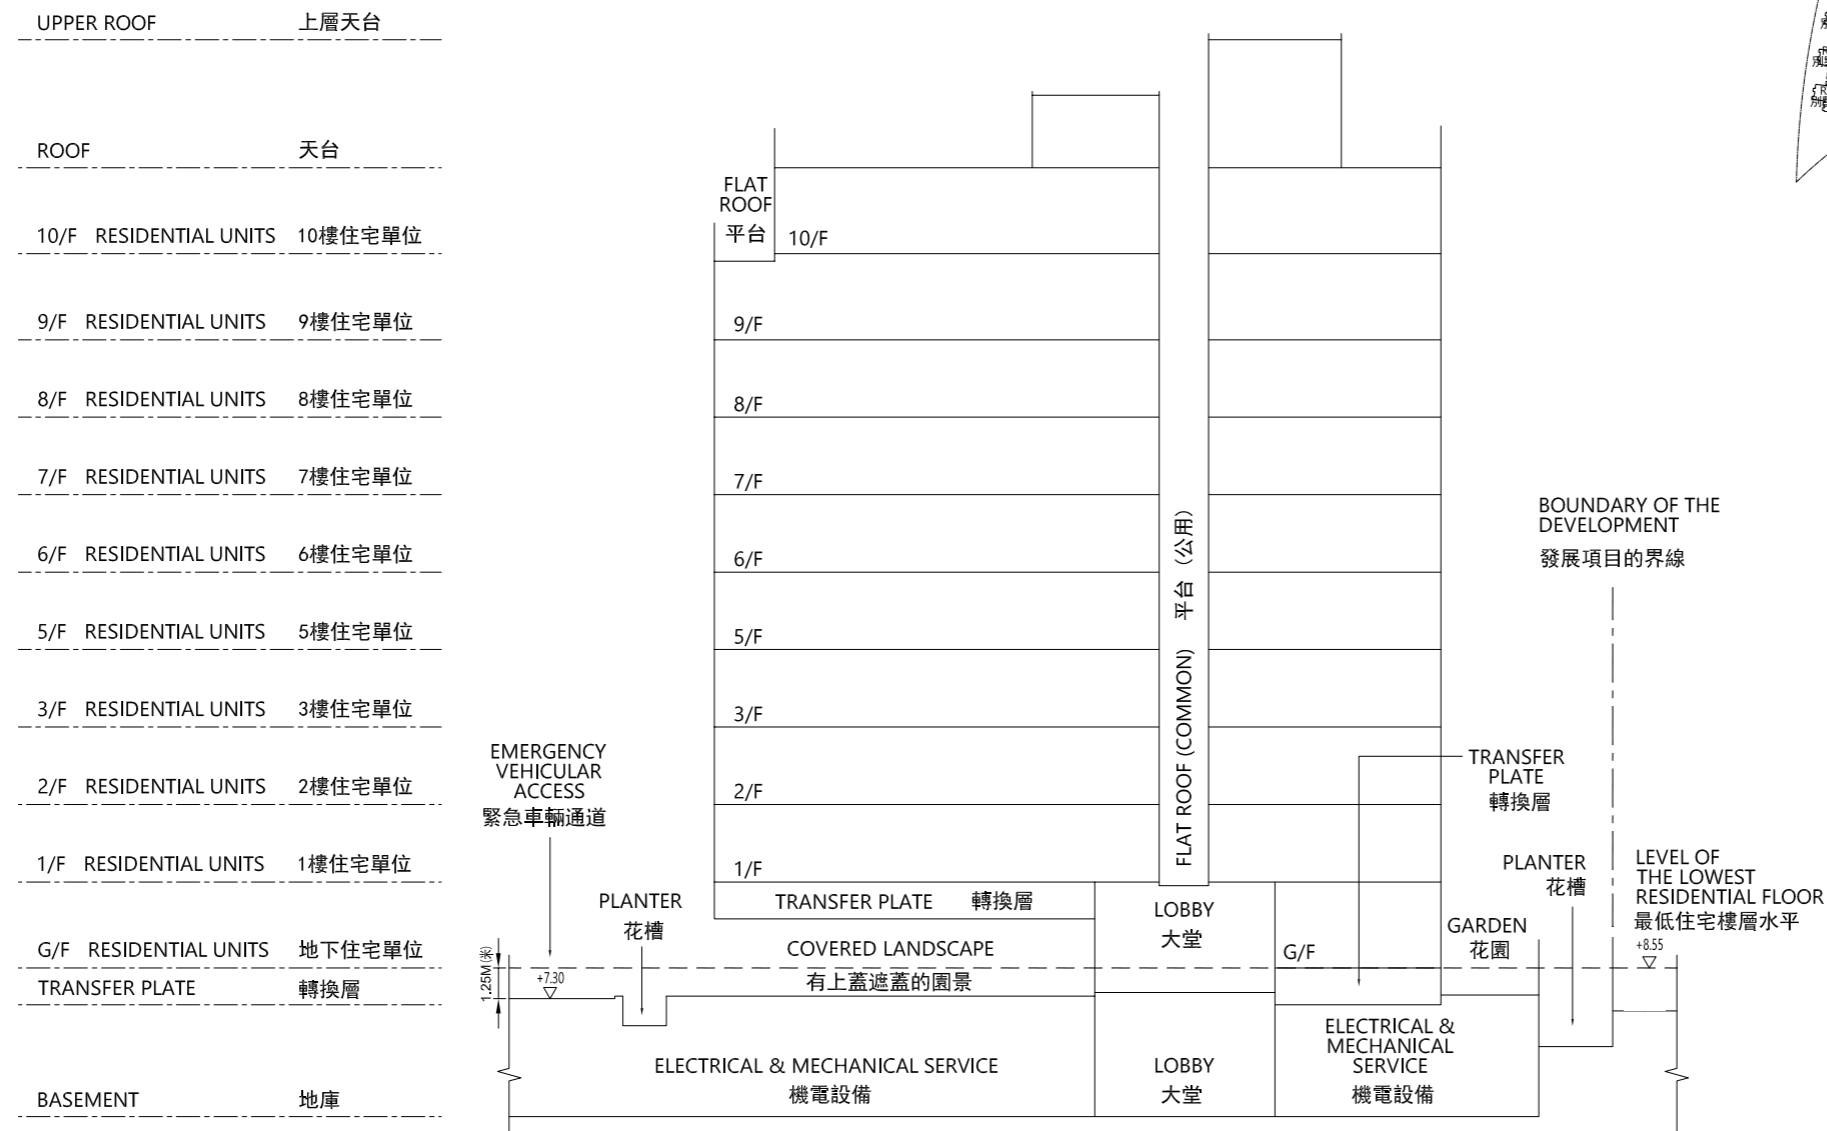 UPPER ROOF 上層天台
ROOF 天台
10/F RESIDENTIAL UNITS 10樓住宅單位
9/F RESIDENTIAL UNITS 9樓住宅單位
8/F RESIDENTIAL UNITS 8樓住宅單位
7/F RESIDENTIAL UNITS 7樓住宅單位
6/F RESIDENTIAL UNITS 6樓住宅單位
5/F RESIDENTIAL UNITS 5樓住宅單位
3/F RESIDENTIAL UNITS 3樓住宅單位
2/F RESIDENTIAL UNITS 2樓住宅單位
1/F RESIDENTIAL UNITS 1樓住宅單位
G/F RESIDENTIAL UNITS 地下住宅單位
TRANSFER PLATE 轉換層
BASEMENT 地庫
EMERGENCY
VEHICULAR
ACCESS
緊急車輛通道
1.25M(米)
+7.30
PLANTER
花槽
FLAT
ROOF
平台
10/F
9/F
8/F
7/F
6/F
5/F
3/F
2/F
1/F
TRANSFER PLATE 轉換層
COVERED LANDSCAPE
有上蓋遮蓋的園景
ELECTRICAL & MECHANICAL SERVICE
機電設備
FLAT ROOF (COMMON) 平台（公用）
LOBBY
大堂
LOBBY
大堂
G/F
ELECTRICAL &
MECHANICAL
SERVICE
機電設備
TRANSFER
PLATE
轉換層
GARDEN
花園
PLANTER
花槽
BOUNDARY OF THE
DEVELOPMENT
發展項目的界線
LEVEL OF
THE LOWEST
RESIDENTIAL FLOOR
最低住宅樓層水平
+8.55